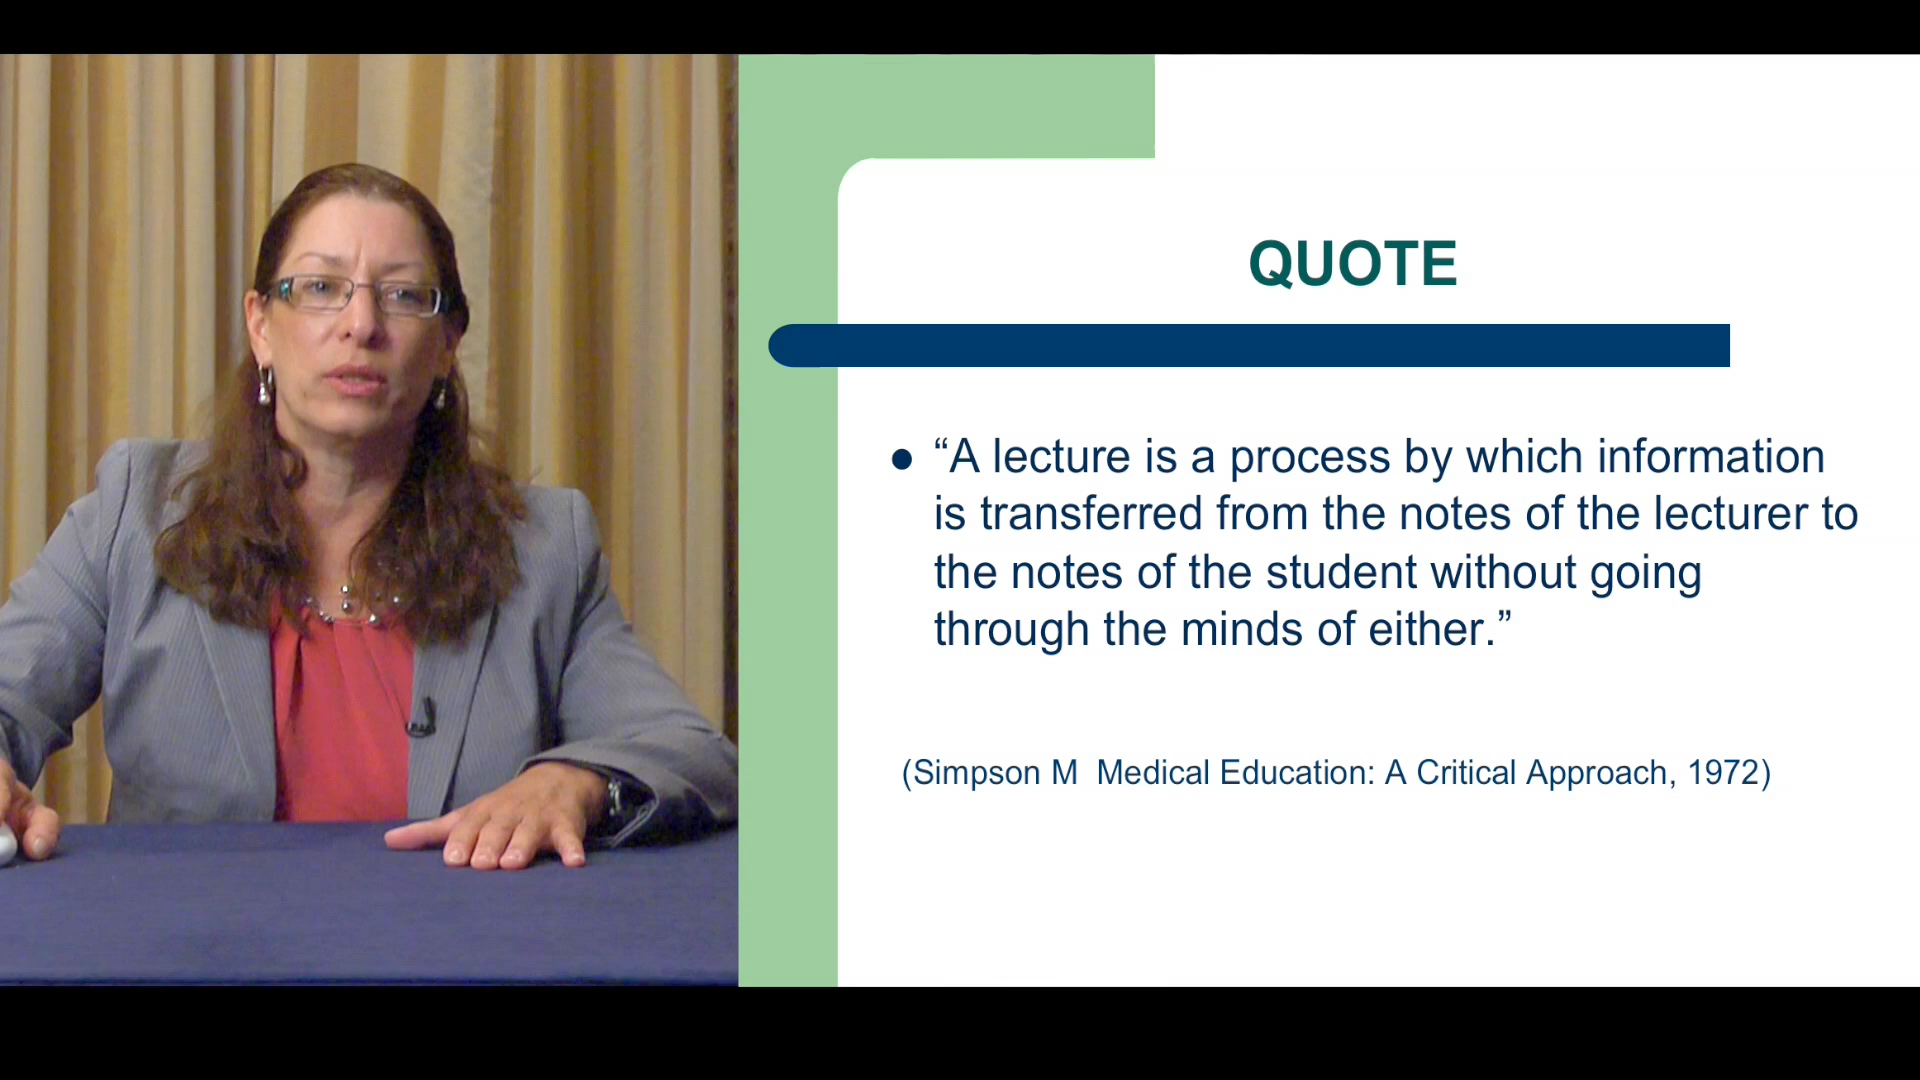 QUOTE
“A lecture is a process by which information
is transferred from the notes of the lecturer to
the notes of the student without going
through the minds of either.”
(Simpson M  Medical Education: A Critical Approach, 1972)